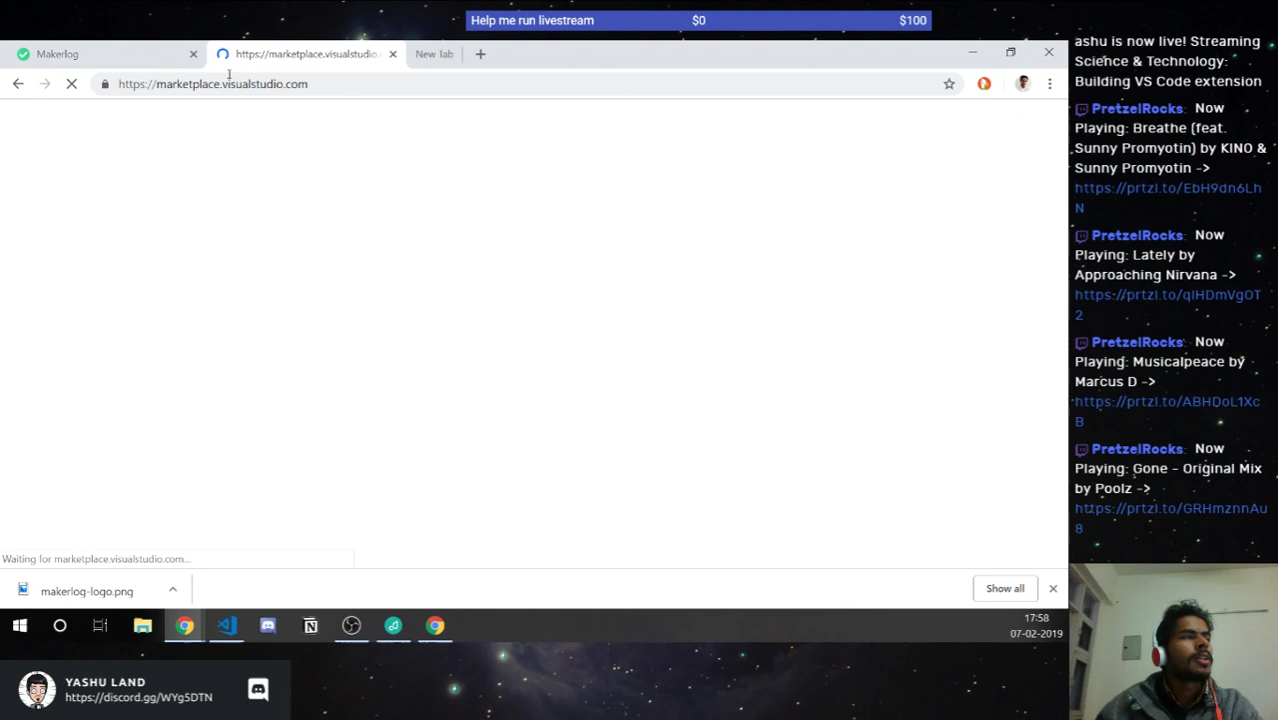 Help me run livestream $0 $100
Makerlog
https://marketplace.visualstudio.
New Tab
https://marketplace.visualstudio.com
Waiting for marketplace.visualstudio.com...
makerlog-logo.png
Show all
17:58
07-02-2019
YASHU LAND
https://discord.gg/WYg5DTN
ashu is now live! Streaming
Science & Technology:
Building VS Code extension
PretzelRocks: Now
Playing: Breathe (feat.
Sunny Promyotin) by KINO &
Sunny Promyotin ->
https://prtzl.to/EbH9dn6Lh
N
PretzelRocks: Now
Playing: Lately by
Approaching Nirvana ->
https://prtzl.to/qlHDmVgOT
2
PretzelRocks: Now
Playing: Musicalpeace by
Marcus D ->
https://prtzl.to/ABHDoL1Xc
B
PretzelRocks: Now
Playing: Gone - Original Mix
by Poolz ->
https://prtzl.to/GRHmznnAu
8